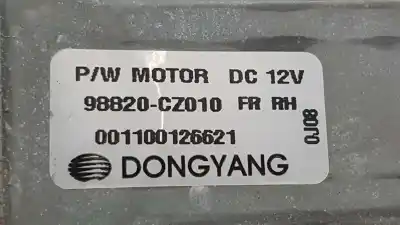 P/W MOTOR DC 12V
98820-CZ010 FR RH
001100126621
0J08
DONGYANG